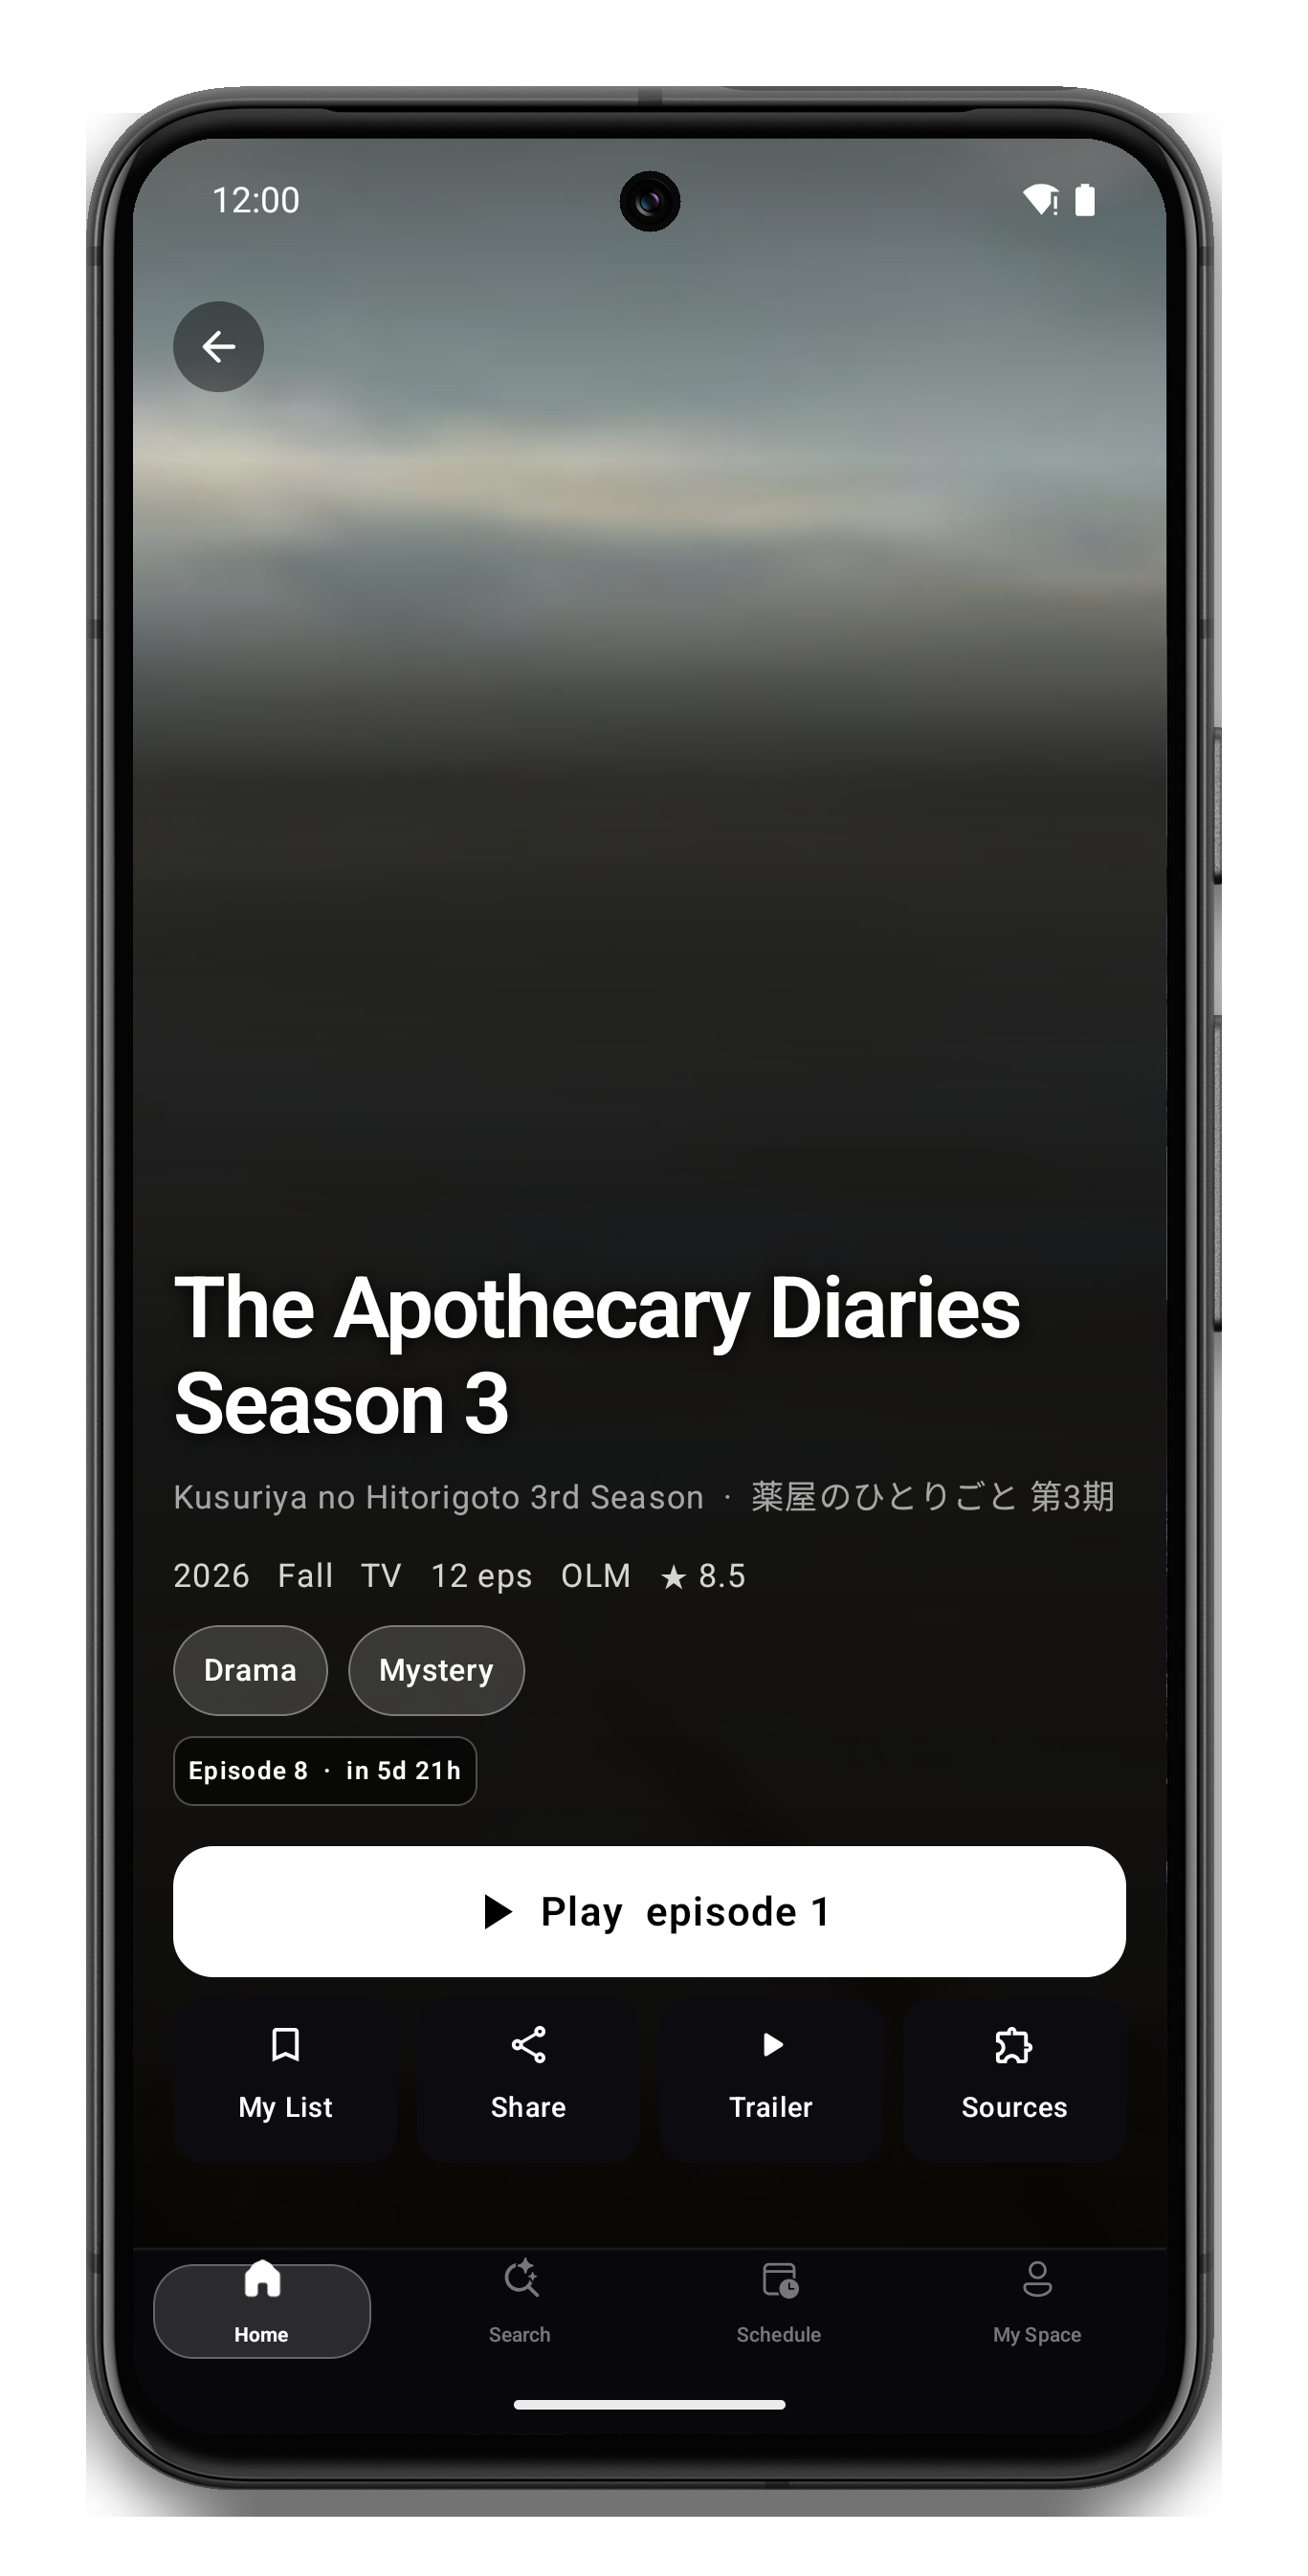 12:00
The Apothecary Diaries
Season 3
Kusuriya no Hitorigoto 3rd Season · 薬屋のひとりごと 第3期
2026 Fall TV 12 eps OLM ★ 8.5
Drama Mystery
Episode 8 · in 5d 21h
Play episode 1
My List Share Trailer Sources
Home Search Schedule My Space